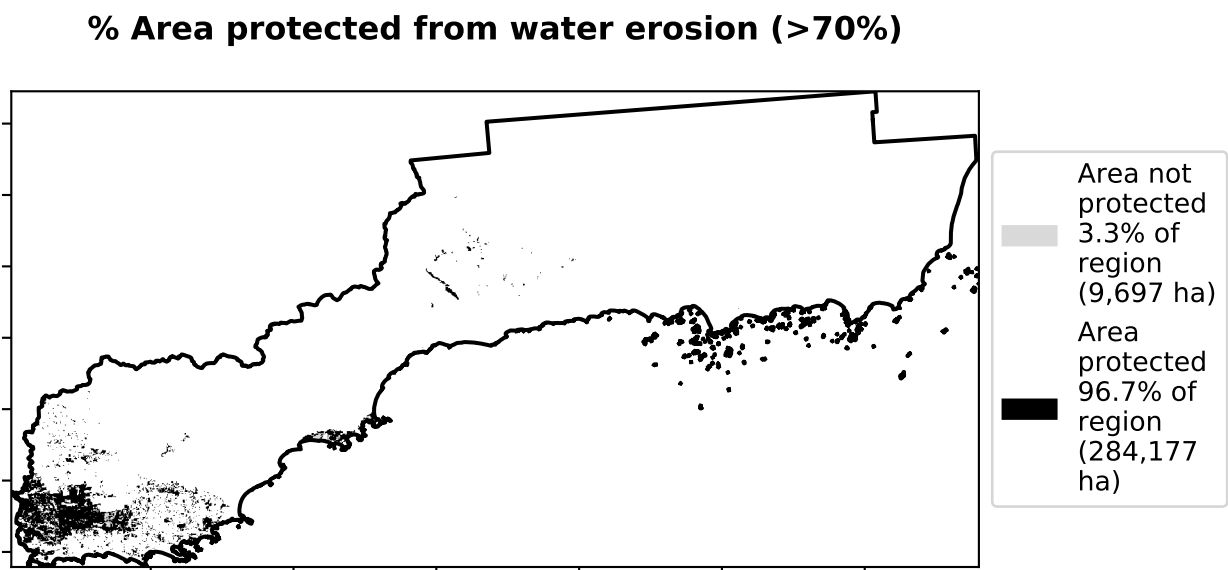 % Area protected from water erosion (>70%)
Area not
protected
3.3% of
region
(9,697 ha)
Area
protected
96.7% of
region
(284,177
ha)